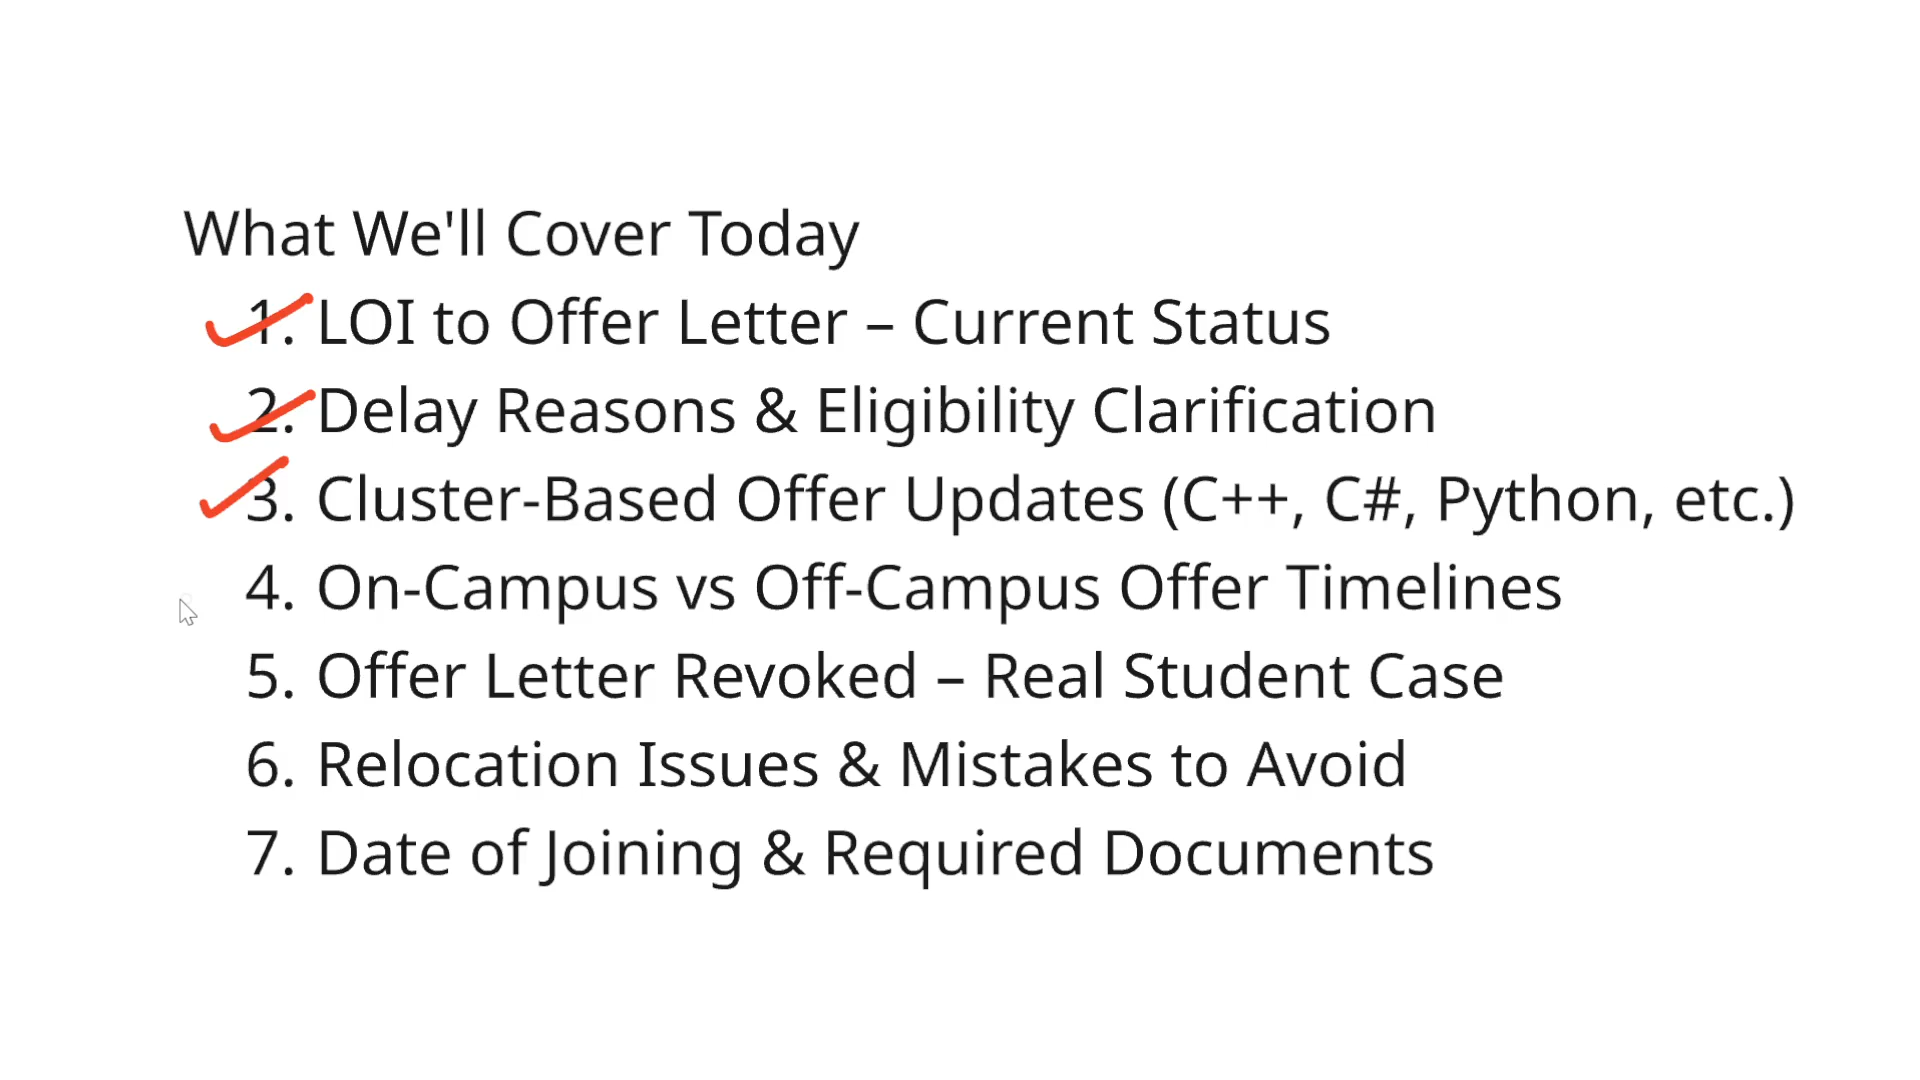 What We'll Cover Today
1. LOI to Offer Letter – Current Status
2. Delay Reasons & Eligibility Clarification
3. Cluster-Based Offer Updates (C++, C#, Python, etc.)
4. On-Campus vs Off-Campus Offer Timelines
5. Offer Letter Revoked – Real Student Case
6. Relocation Issues & Mistakes to Avoid
7. Date of Joining & Required Documents